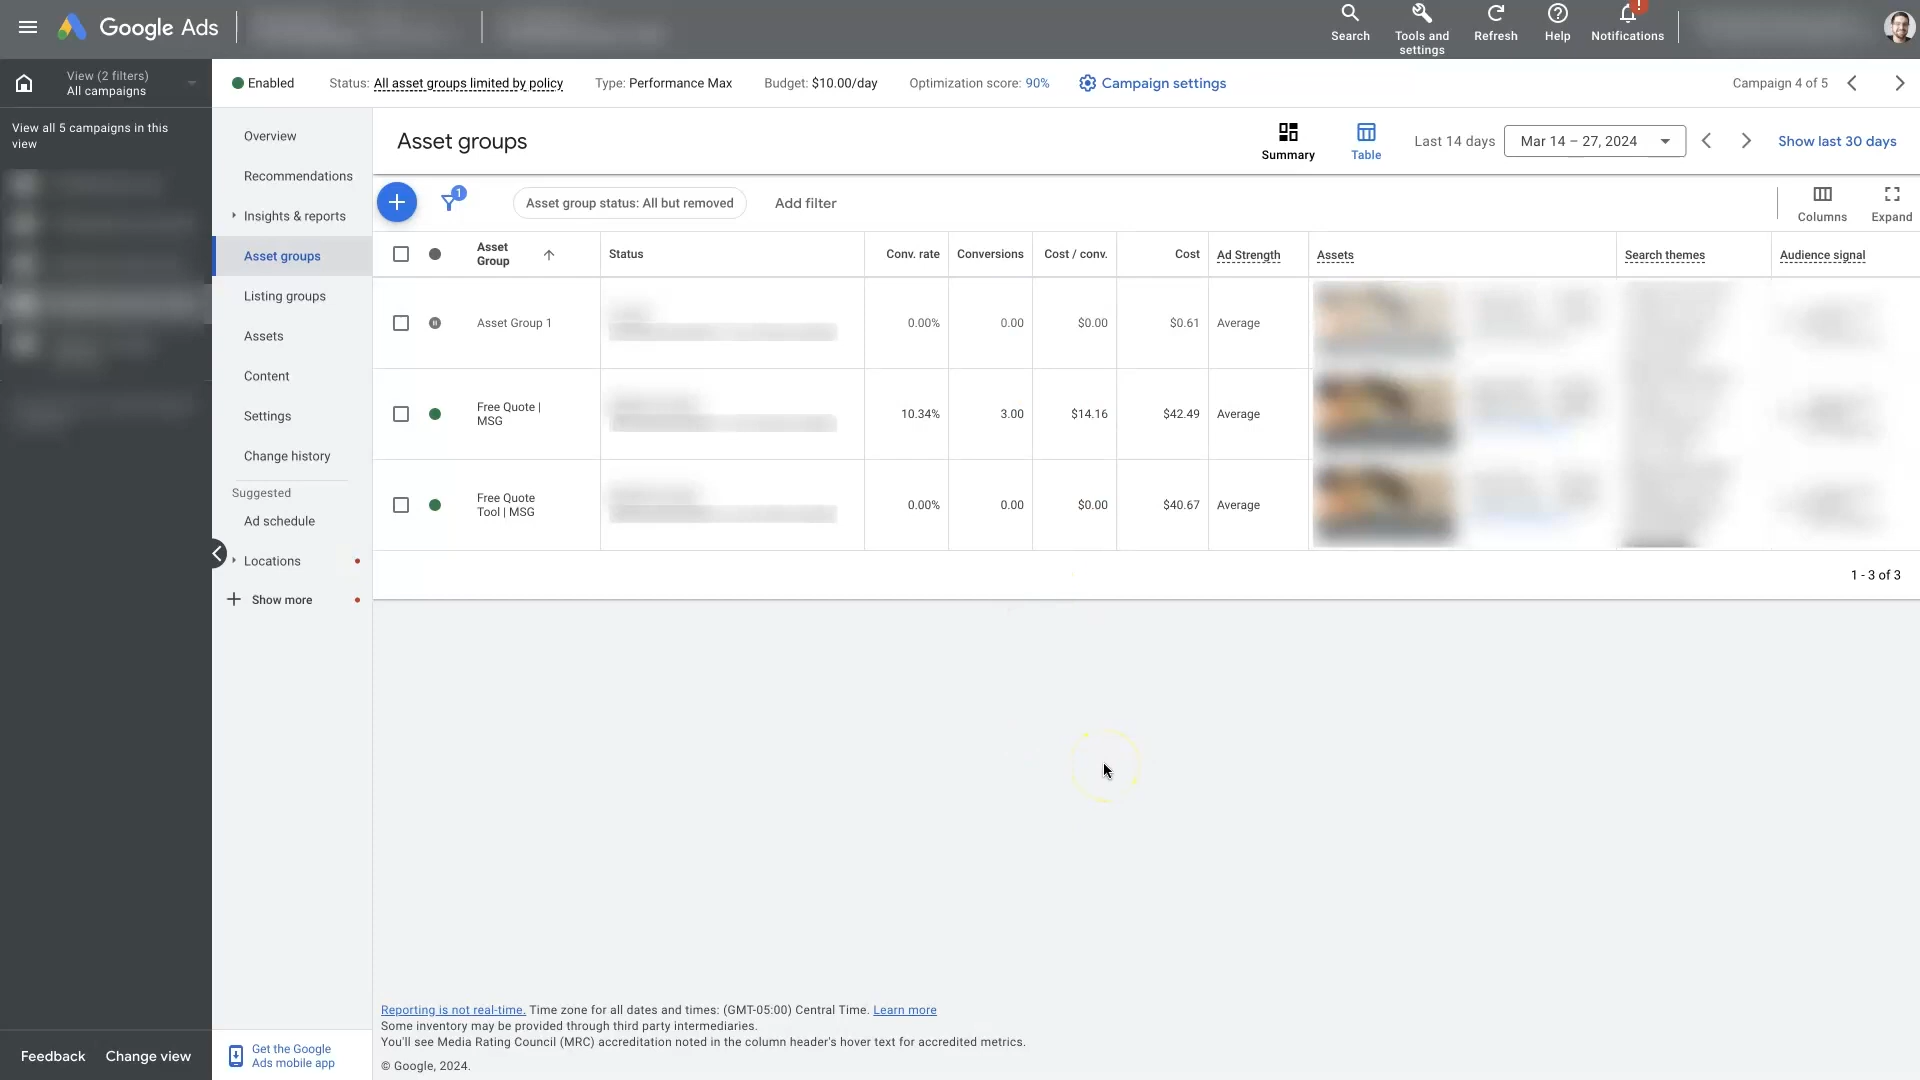 Google Ads
Search
Tools and
settings
Refresh
Help
!
Notifications
View (2 filters)
All campaigns
Enabled
Status: All asset groups limited by policy
Type: Performance Max
Budget: $10.00/day
Optimization score: 90%
Campaign settings
Campaign 4 of 5
View all 5 campaigns in this
view
Overview
Recommendations
Insights & reports
Asset groups
Listing groups
Assets
Content
Settings
Change history
Suggested
Ad schedule
Locations
Show more
Asset groups
Summary
Table
Last 14 days
Mar 14 – 27, 2024
Show last 30 days
1
Asset group status: All but removed
Add filter
Columns
Expand
Asset
Group
Status
Conv. rate
Conversions
Cost / conv.
Cost
Ad Strength
Assets
Search themes
Audience signal
Asset Group 1
0.00%
0.00
$0.00
$0.61
Average
Free Quote |
MSG
10.34%
3.00
$14.16
$42.49
Average
Free Quote
Tool | MSG
0.00%
0.00
$0.00
$40.67
Average
1 - 3 of 3
Reporting is not real-time. Time zone for all dates and times: (GMT-05:00) Central Time. Learn more
Some inventory may be provided through third party intermediaries.
You'll see Media Rating Council (MRC) accreditation noted in the column header's hover text for accredited metrics.
© Google, 2024.
Feedback
Change view
Get the Google
Ads mobile app